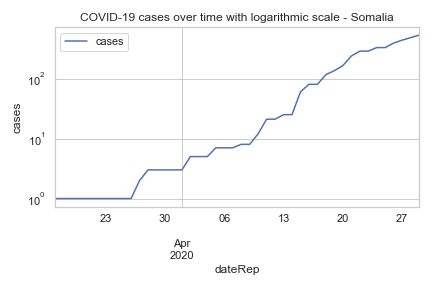 COVID-19 cases over time with logarithmic scale - Somalia
cases
10²
10¹
10⁰
cases
23
30
06
13
20
27
Apr
2020
dateRep